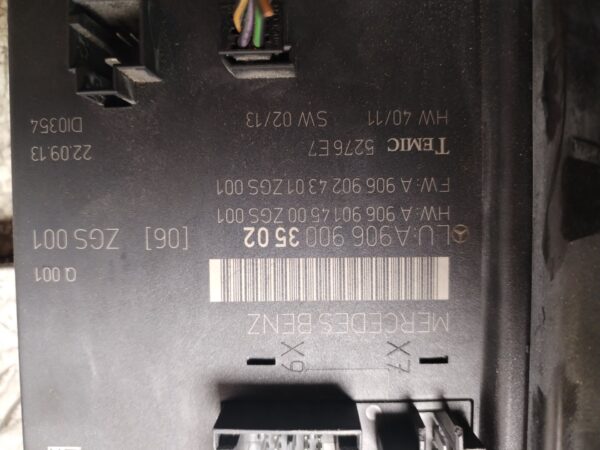 X7 X9
MERCEDES-BENZ
Q 001
LU: A 906 900 35 02 [06] ZGS 001
HW: A 906 901 45 00 ZGS 001
FW: A 906 902 43 01 ZGS 001
TEMIC 5276E7 22.09.13
HW 40/11 SW 02/13 DI0354